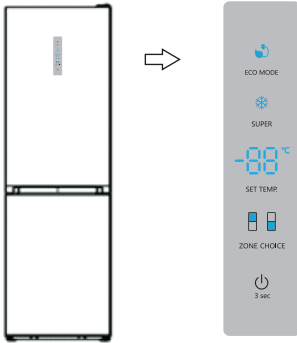 ECO MODE
SUPER
-88°C
SET TEMP.
ZONE CHOICE
3 sec